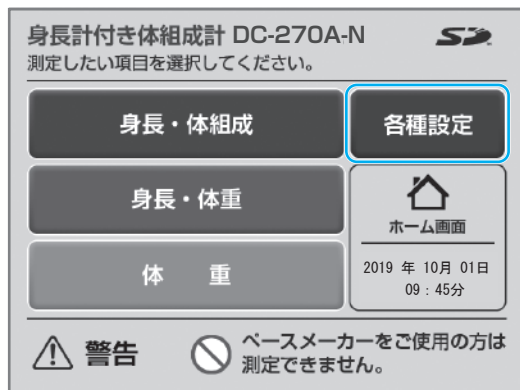 身長計付き体組成計 DC-270A-N
SD
測定したい項目を選択してください。
身長・体組成
各種設定
身長・体重
ホーム画面
体 重
2019 年 10月 01日
09 : 45分
警告
ペースメーカーをご使用の方は
測定できません。